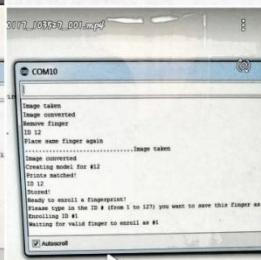 COM10
Image taken
Image converted
Remove finger
ID 12
Place same finger again
..............................Image taken
Image converted
Creating model for #12
Prints matched!
ID 12
Stored!
Ready to enroll a fingerprint!
Please type in the ID # (from 1 to 127) you want to save this finger as
Enrolling ID #1
Waiting for valid finger to enroll as #1
Autoscroll